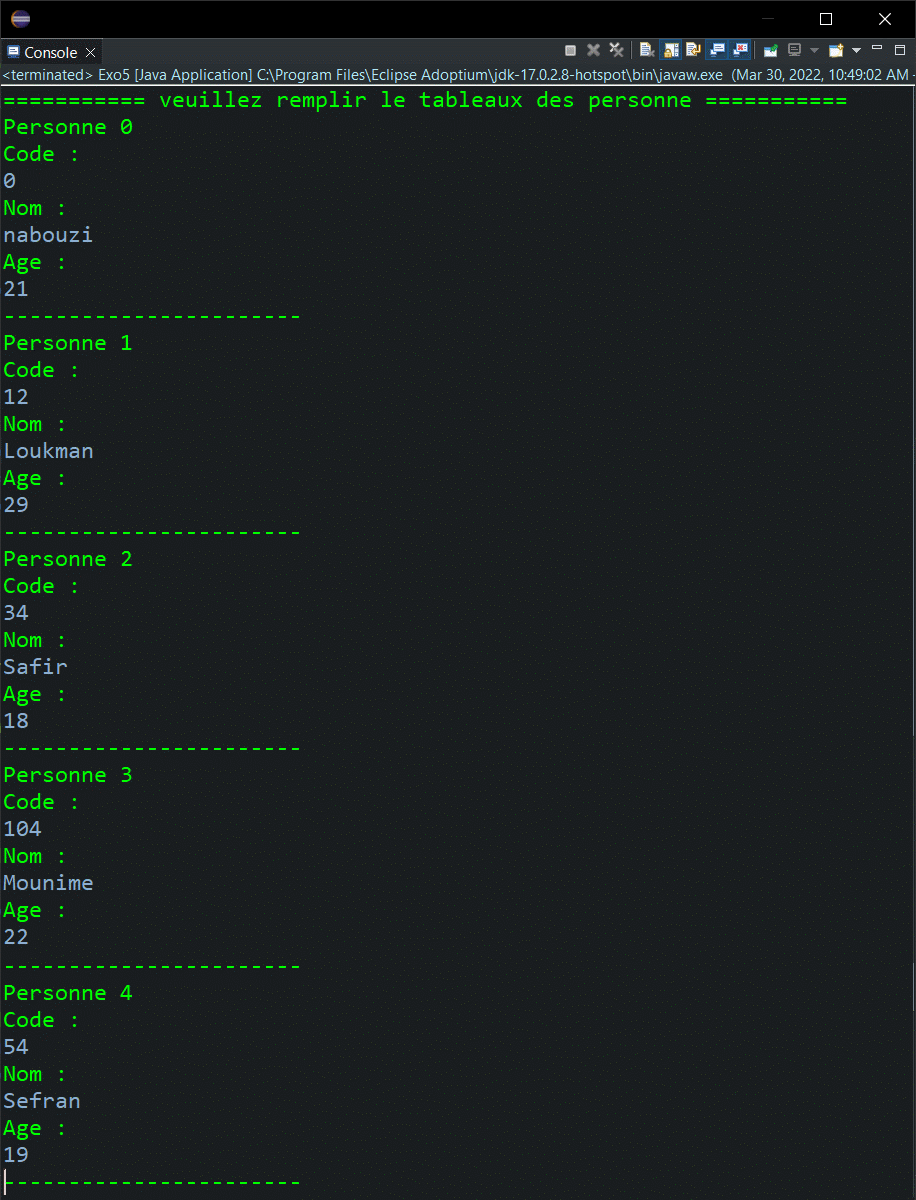 Console
<terminated> Exo5 [Java Application] C:\Program Files\Eclipse Adoptium\jdk-17.0.2.8-hotspot\bin\javaw.exe (Mar 30, 2022, 10:49:02 AM -
=========== veuillez remplir le tableaux des personne ===========
Personne 0
Code :
0
Nom :
nabouzi
Age :
21
-----------------------
Personne 1
Code :
12
Nom :
Loukman
Age :
29
-----------------------
Personne 2
Code :
34
Nom :
Safir
Age :
18
-----------------------
Personne 3
Code :
104
Nom :
Mounime
Age :
22
-----------------------
Personne 4
Code :
54
Nom :
Sefran
Age :
19
-----------------------